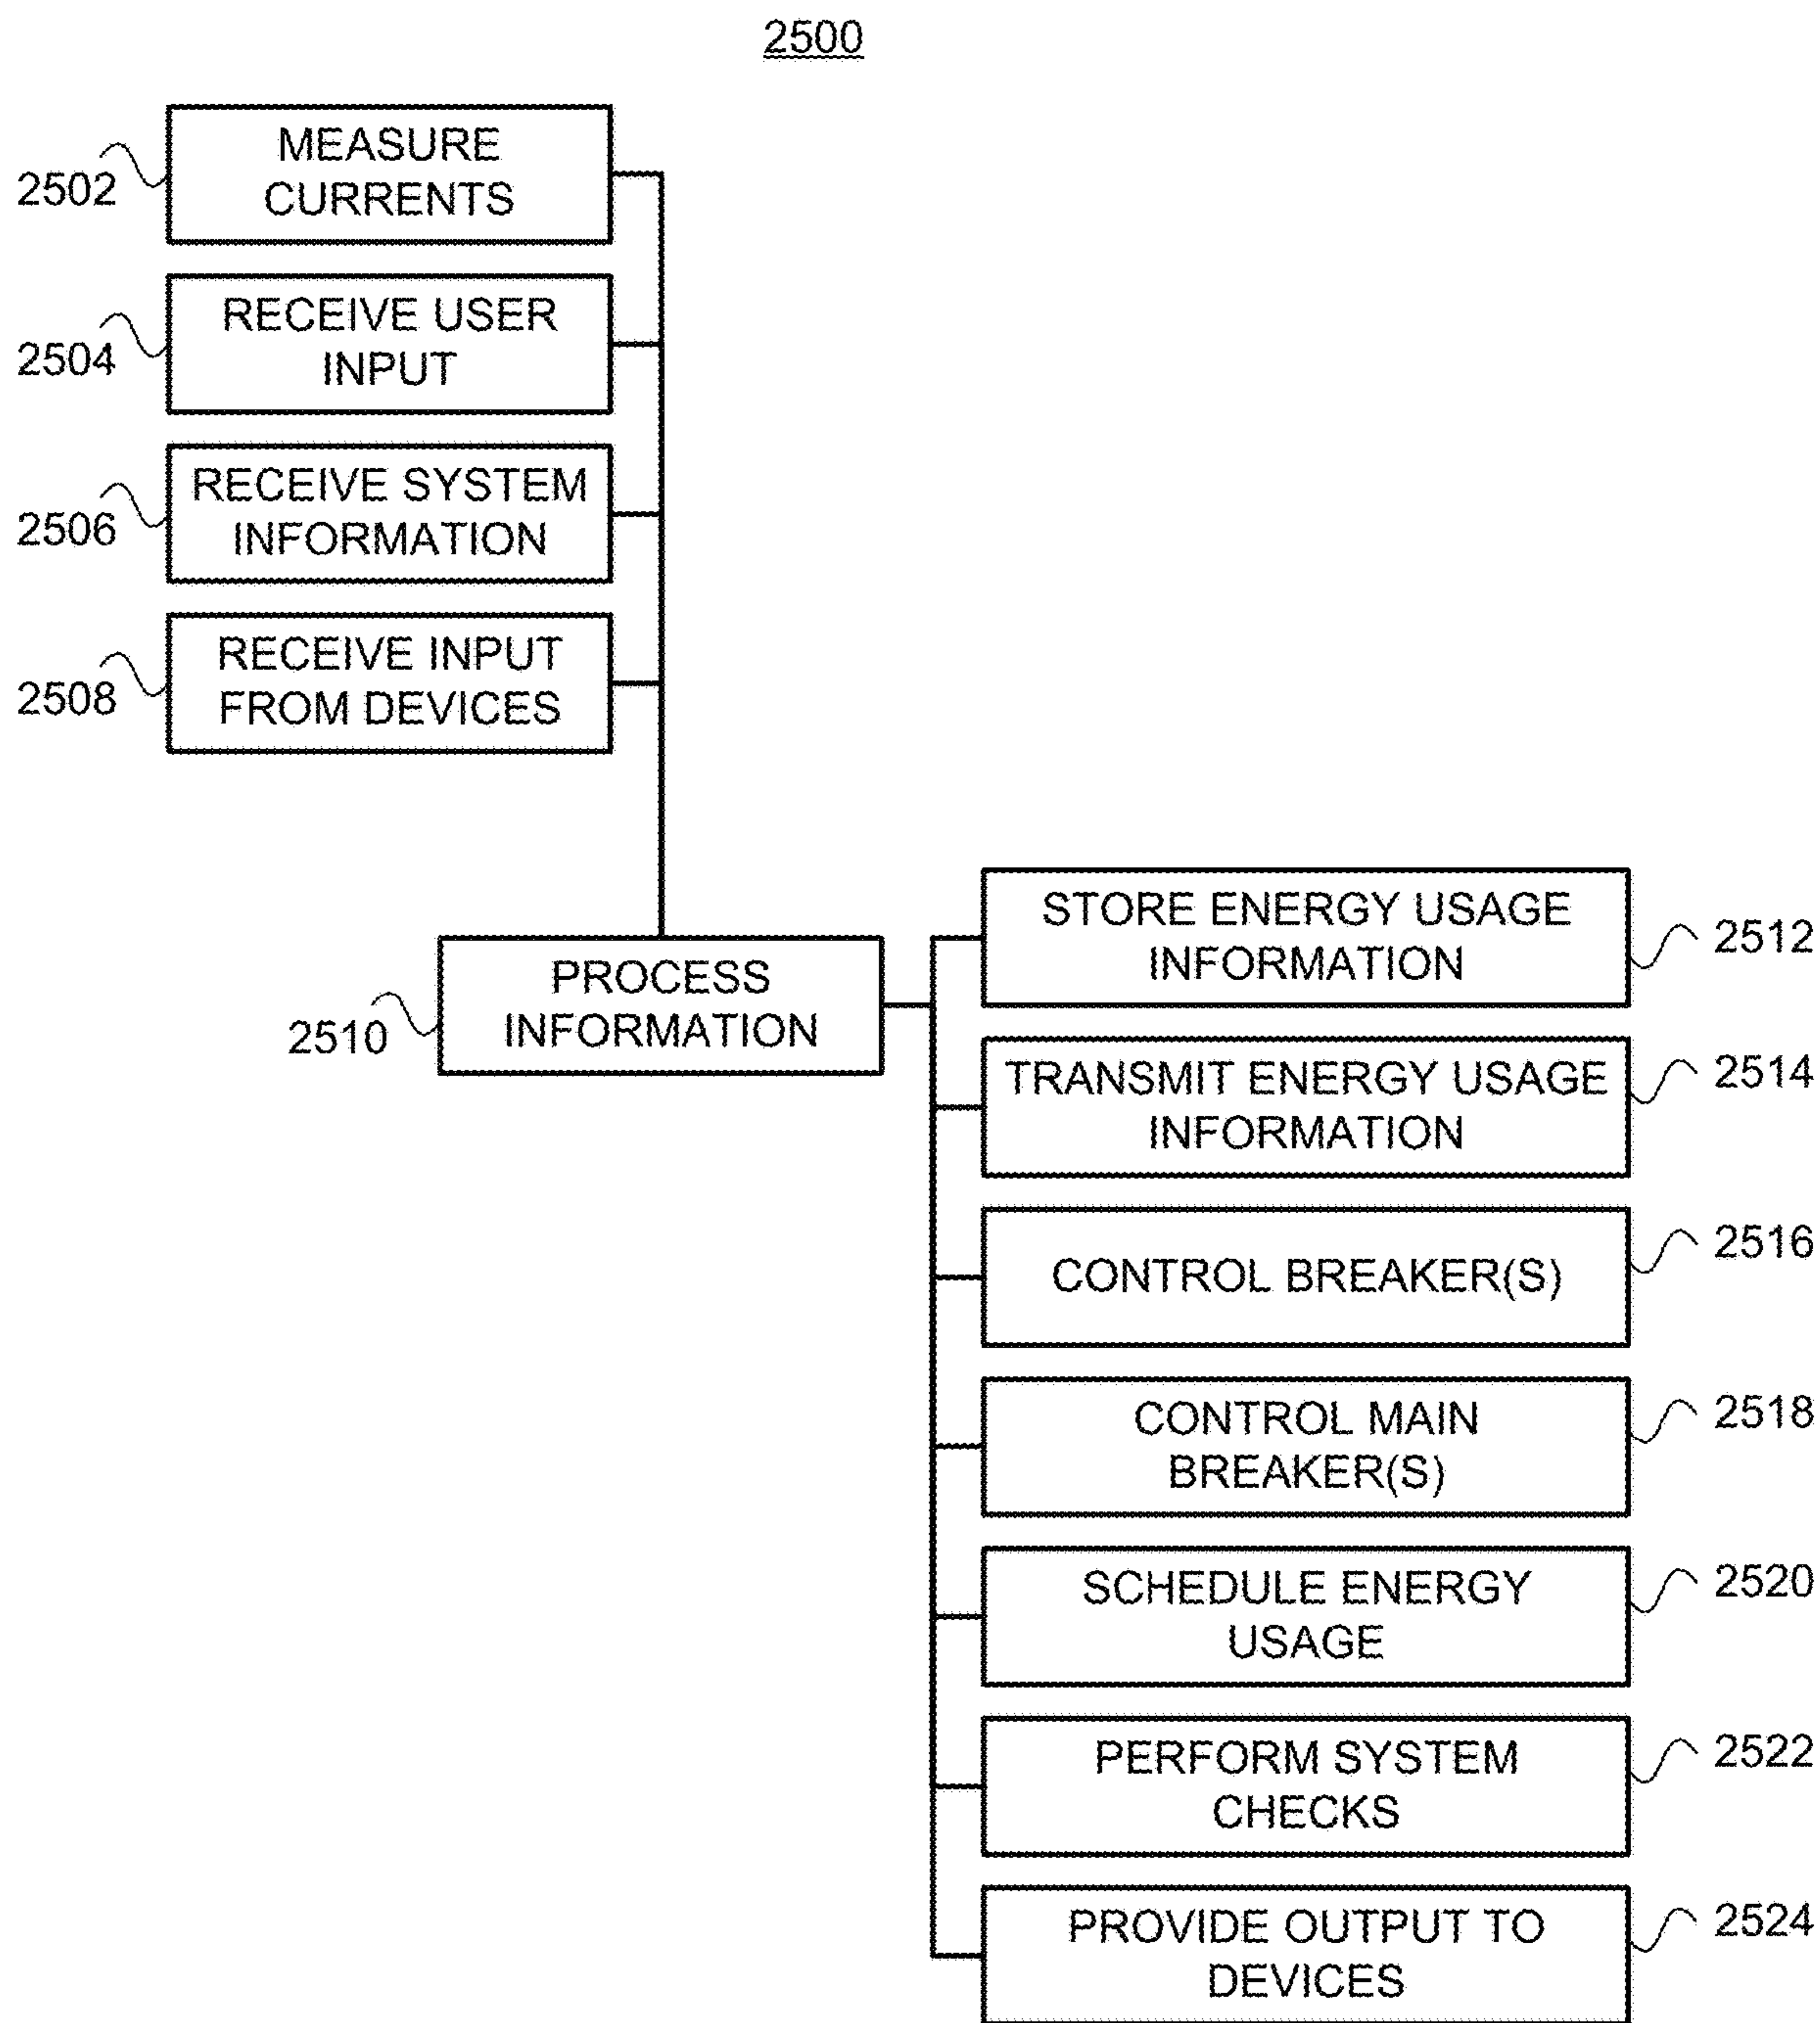 2500
MEASURE
CURRENTS
2502
RECEIVE USER
INPUT
2504
RECEIVE SYSTEM
INFORMATION
2506
RECEIVE INPUT
FROM DEVICES
2508
PROCESS
INFORMATION
2510
STORE ENERGY USAGE
INFORMATION
2512
TRANSMIT ENERGY USAGE
INFORMATION
2514
CONTROL BREAKER(S)
2516
CONTROL MAIN
BREAKER(S)
2518
SCHEDULE ENERGY
USAGE
2520
PERFORM SYSTEM
CHECKS
2522
PROVIDE OUTPUT TO
DEVICES
2524